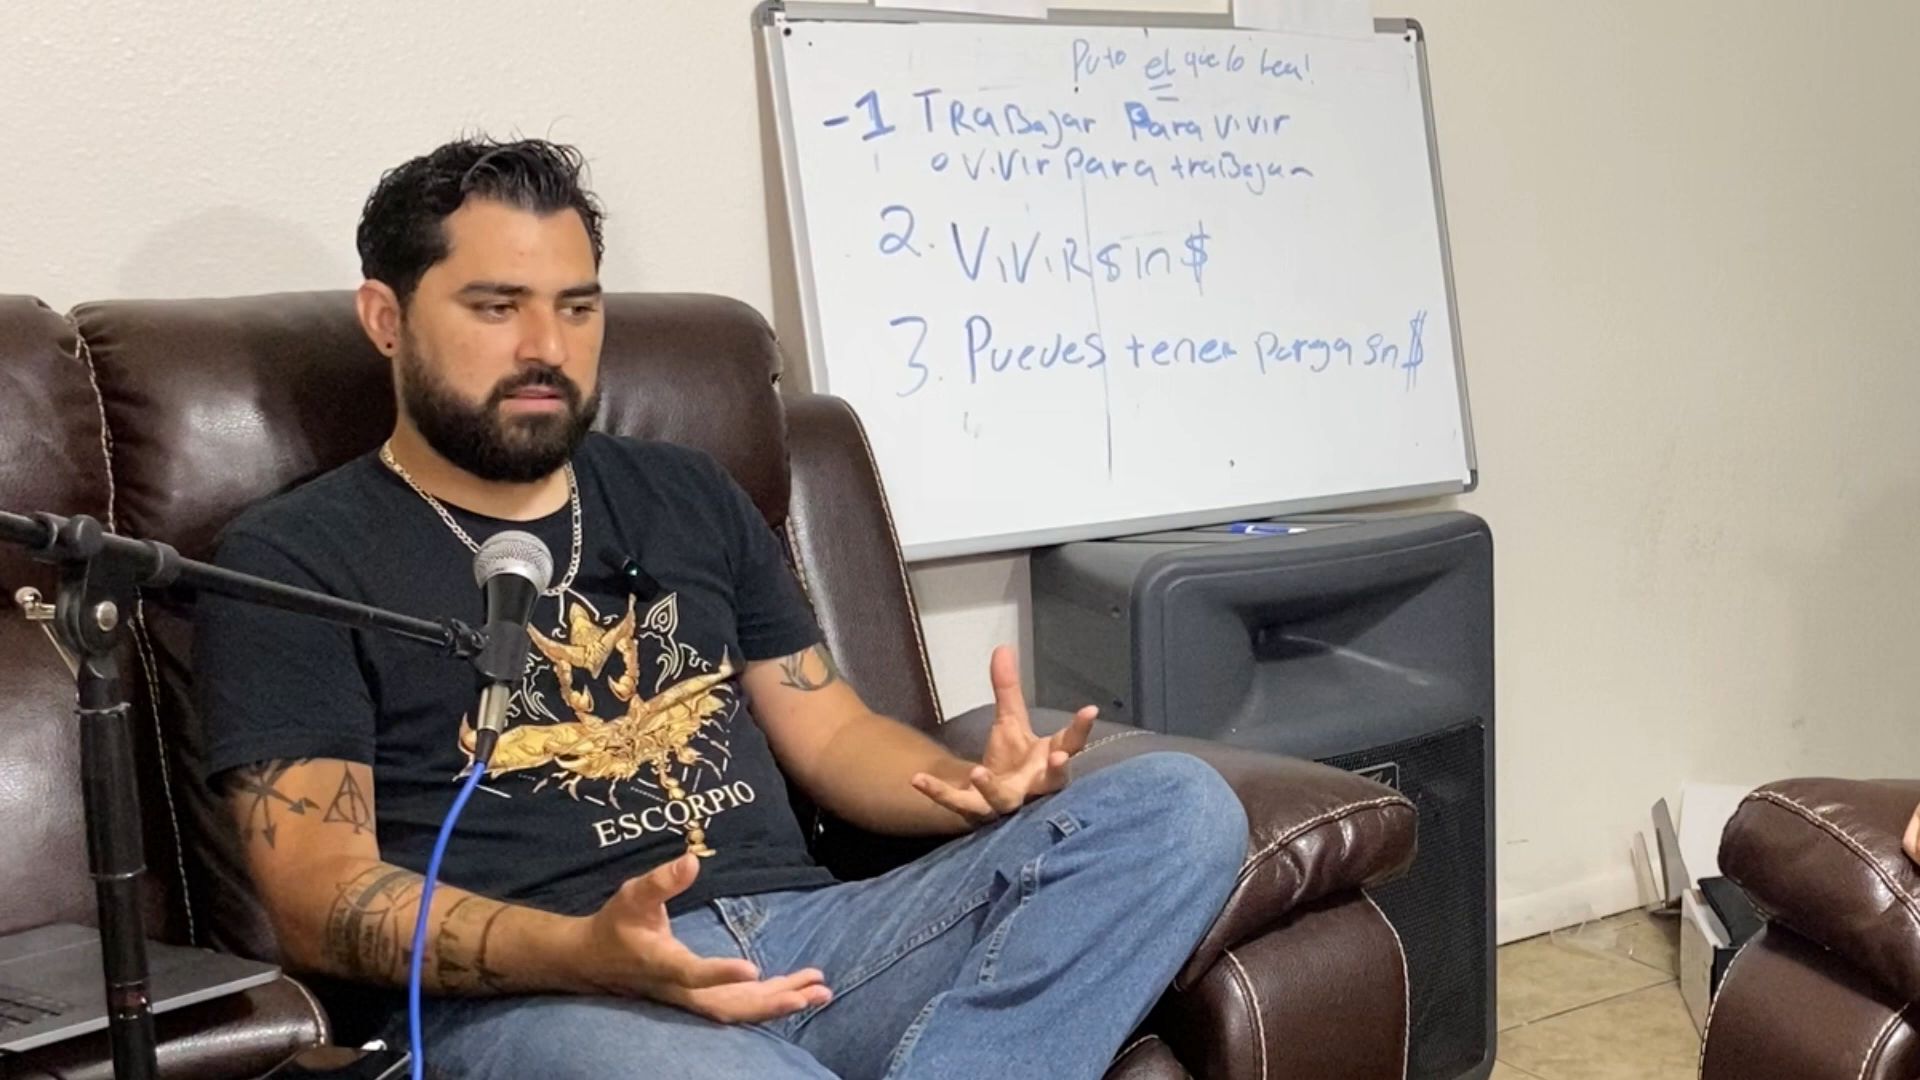 Puto el que lo lea!
-1 TRaBajar Para vivir
o ViVir Para traBajar
2. ViViR sin $
3. Puedes tener pareja sin $
ESCORPIO